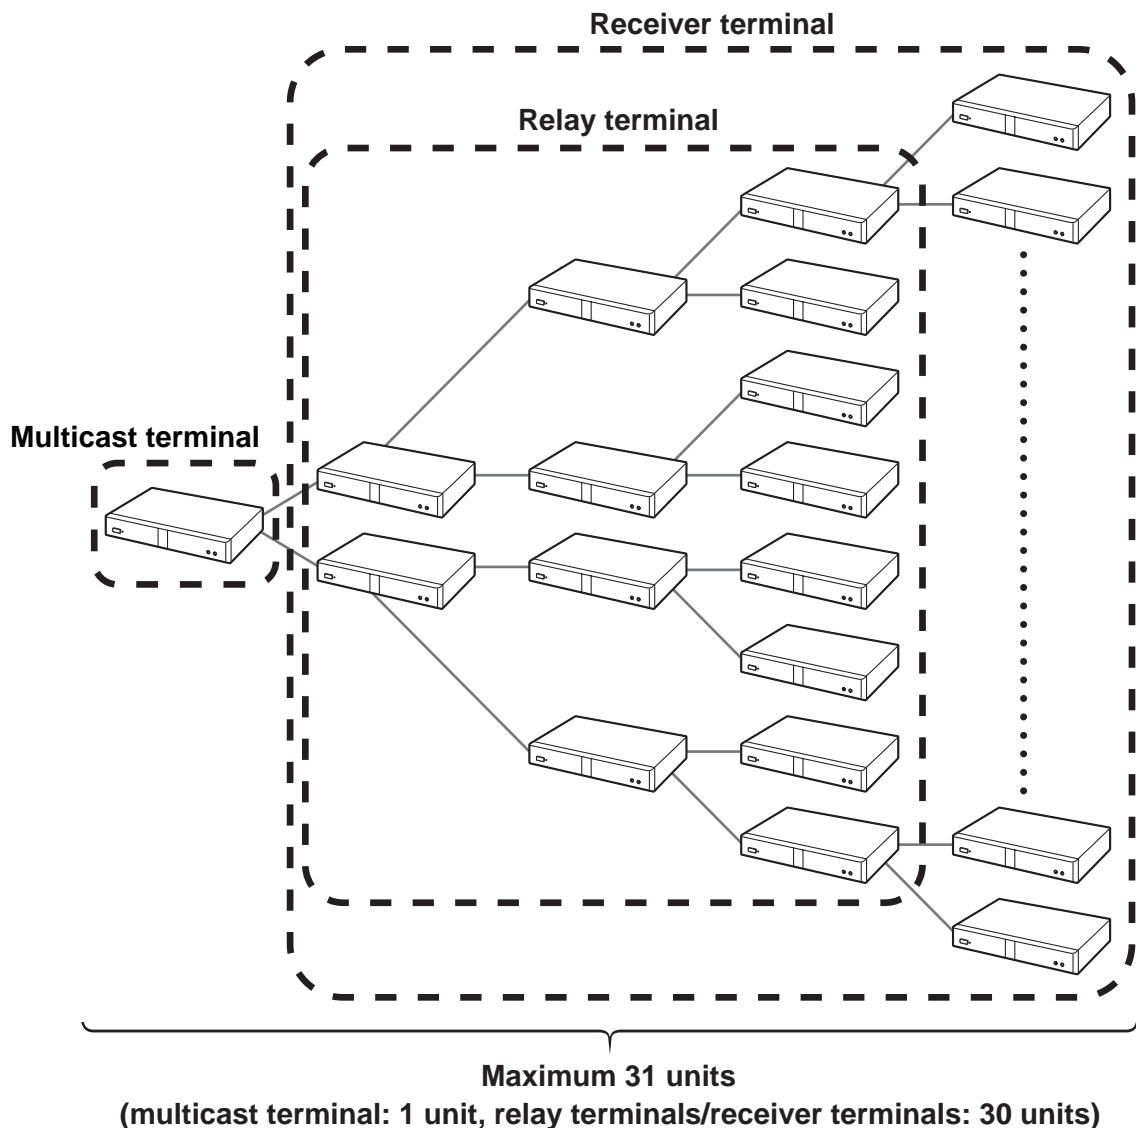 Receiver terminal
Relay terminal
Multicast terminal
Maximum 31 units
(multicast terminal: 1 unit, relay terminals/receiver terminals: 30 units)